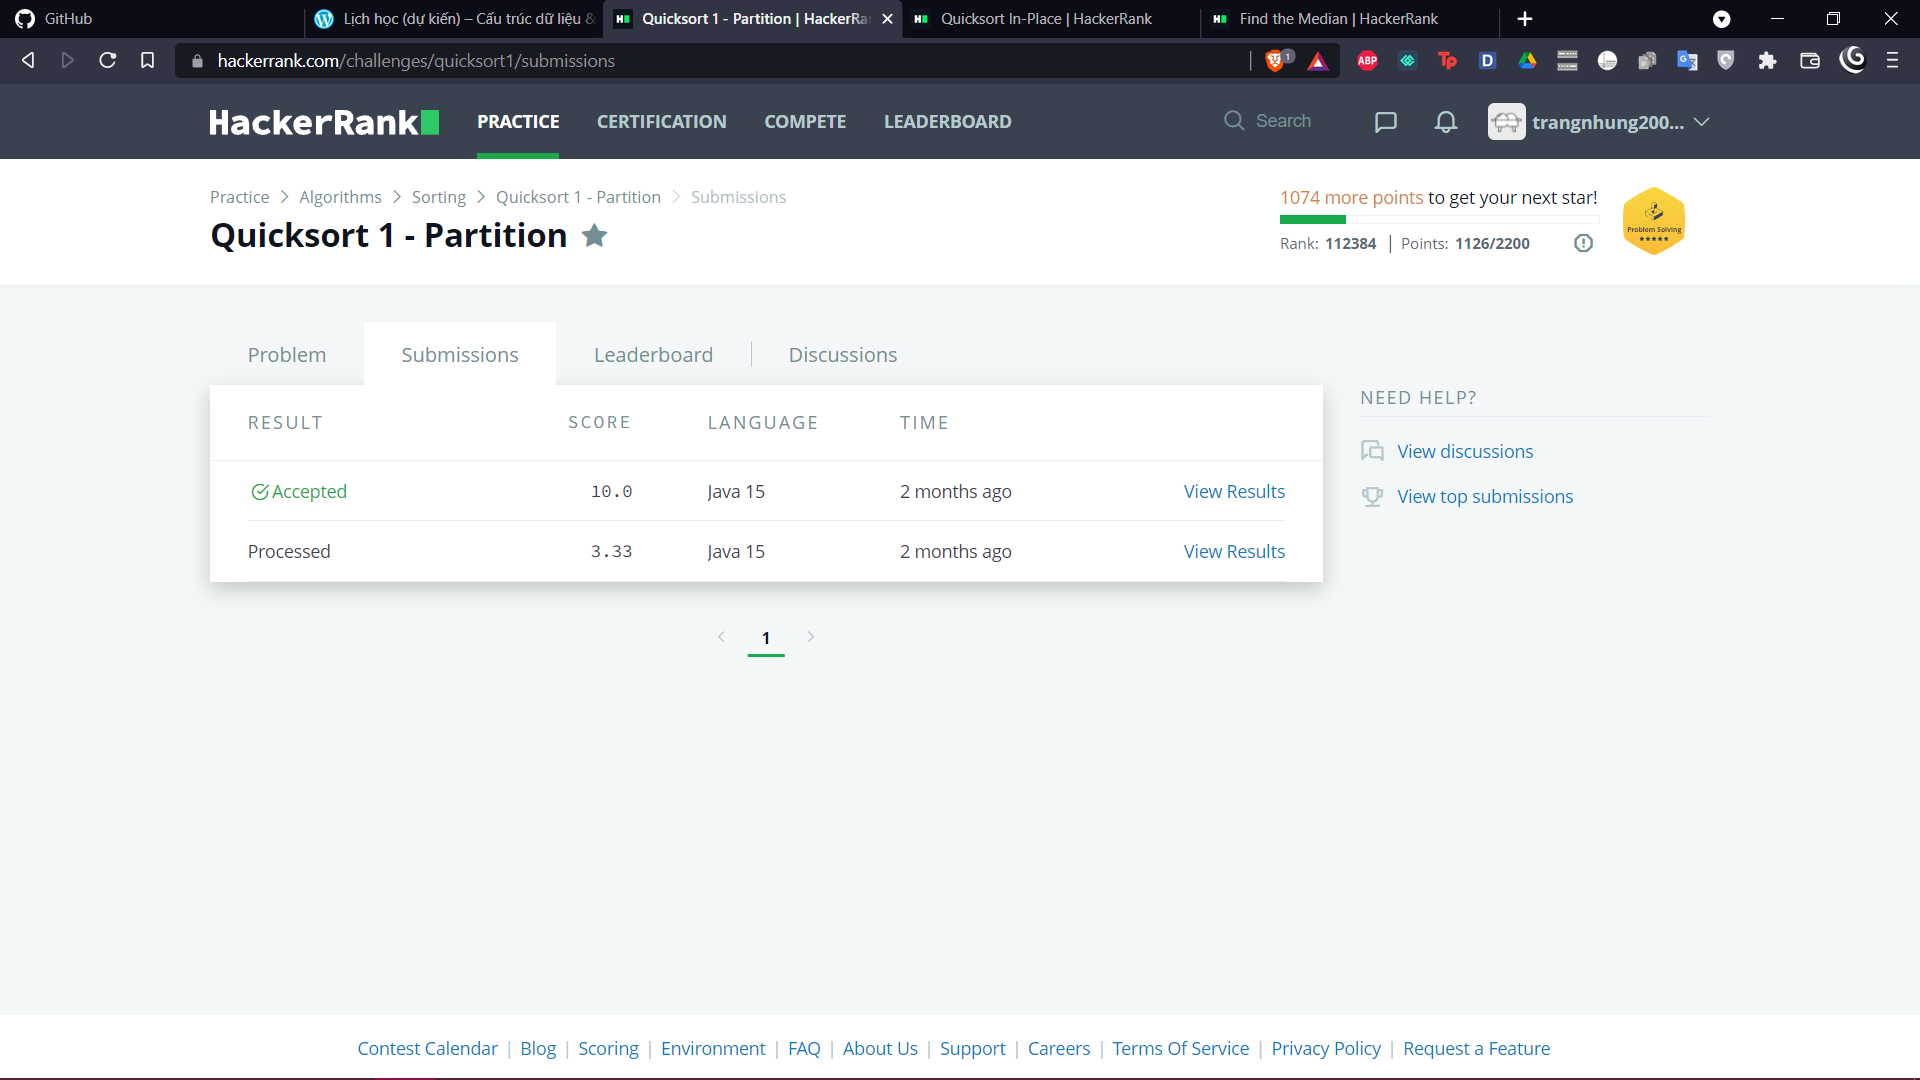 GitHub
Lịch học (dự kiến) – Cấu trúc dữ liệu &
Quicksort 1 - Partition | HackerRa
Quicksort In-Place | HackerRank
Find the Median | HackerRank
hackerrank.com/challenges/quicksort1/submissions
1
ABP
Tp
D
HackerRank
PRACTICE
CERTIFICATION
COMPETE
LEADERBOARD
Search
trangnhung200...
Practice > Algorithms > Sorting > Quicksort 1 - Partition > Submissions
Quicksort 1 - Partition
1074 more points to get your next star!
Rank: 112384 | Points: 1126/2200
Problem Solving
Problem
Submissions
Leaderboard
Discussions
RESULT SCORE LANGUAGE TIME
Accepted 10.0 Java 15 2 months ago View Results
Processed 3.33 Java 15 2 months ago View Results
1
NEED HELP?
View discussions
View top submissions
Contest Calendar | Blog | Scoring | Environment | FAQ | About Us | Support | Careers | Terms Of Service | Privacy Policy | Request a Feature